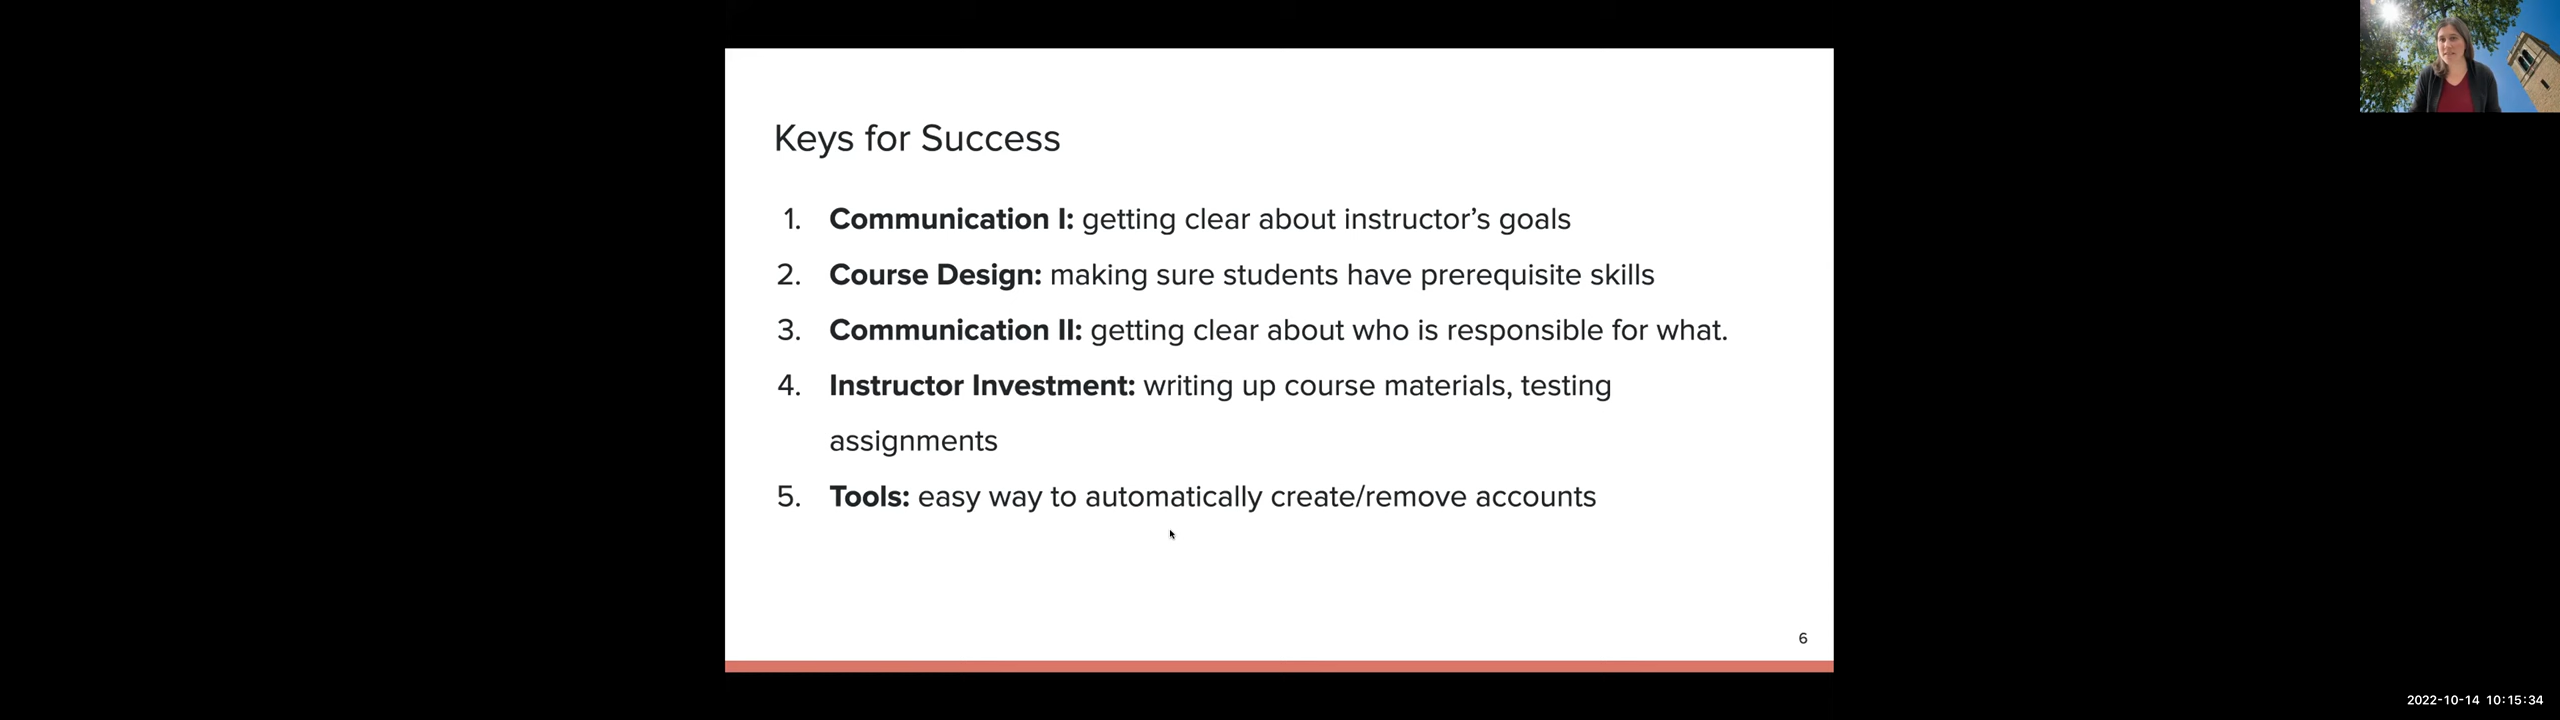 Keys for Success
1. Communication I: getting clear about instructor’s goals
2. Course Design: making sure students have prerequisite skills
3. Communication II: getting clear about who is responsible for what.
4. Instructor Investment: writing up course materials, testing
assignments
5. Tools: easy way to automatically create/remove accounts
6
2022-10-14 10:15:34